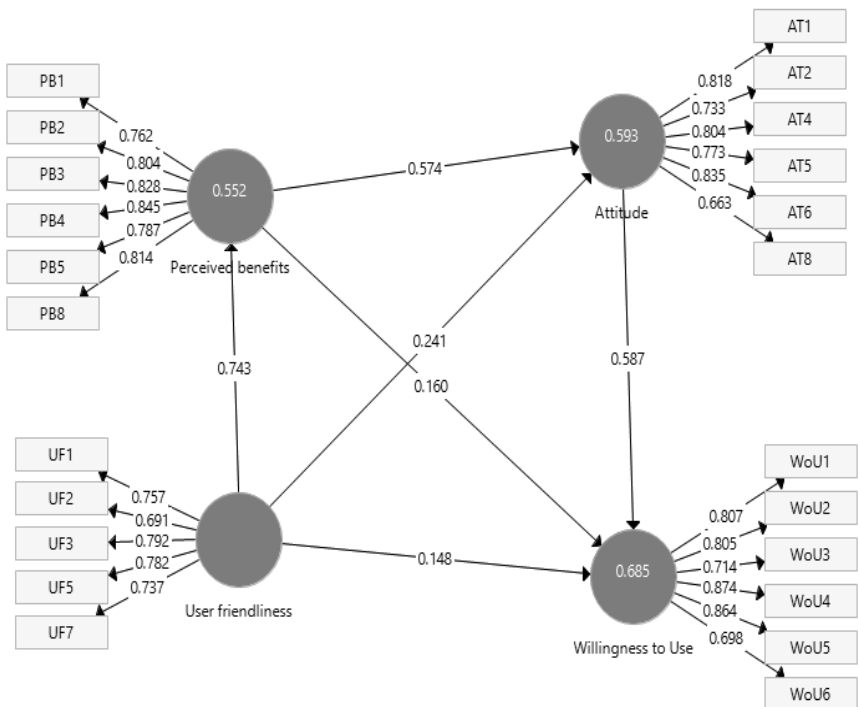 PB1
PB2
PB3
PB4
PB5
PB8
0.762
0.804
0.828
0.845
0.787
0.814
0.552
Perceived benefits
0.574
AT1
AT2
AT4
AT5
AT6
AT8
0.818
0.733
0.804
0.773
0.835
0.663
0.593
Attitude
0.743
0.241
0.160
0.587
UF1
UF2
UF3
UF5
UF7
0.757
0.691
0.792
0.782
0.737
User friendliness
0.148
0.685
Willingness to Use
0.807
0.805
0.714
0.874
0.864
0.698
WoU1
WoU2
WoU3
WoU4
WoU5
WoU6